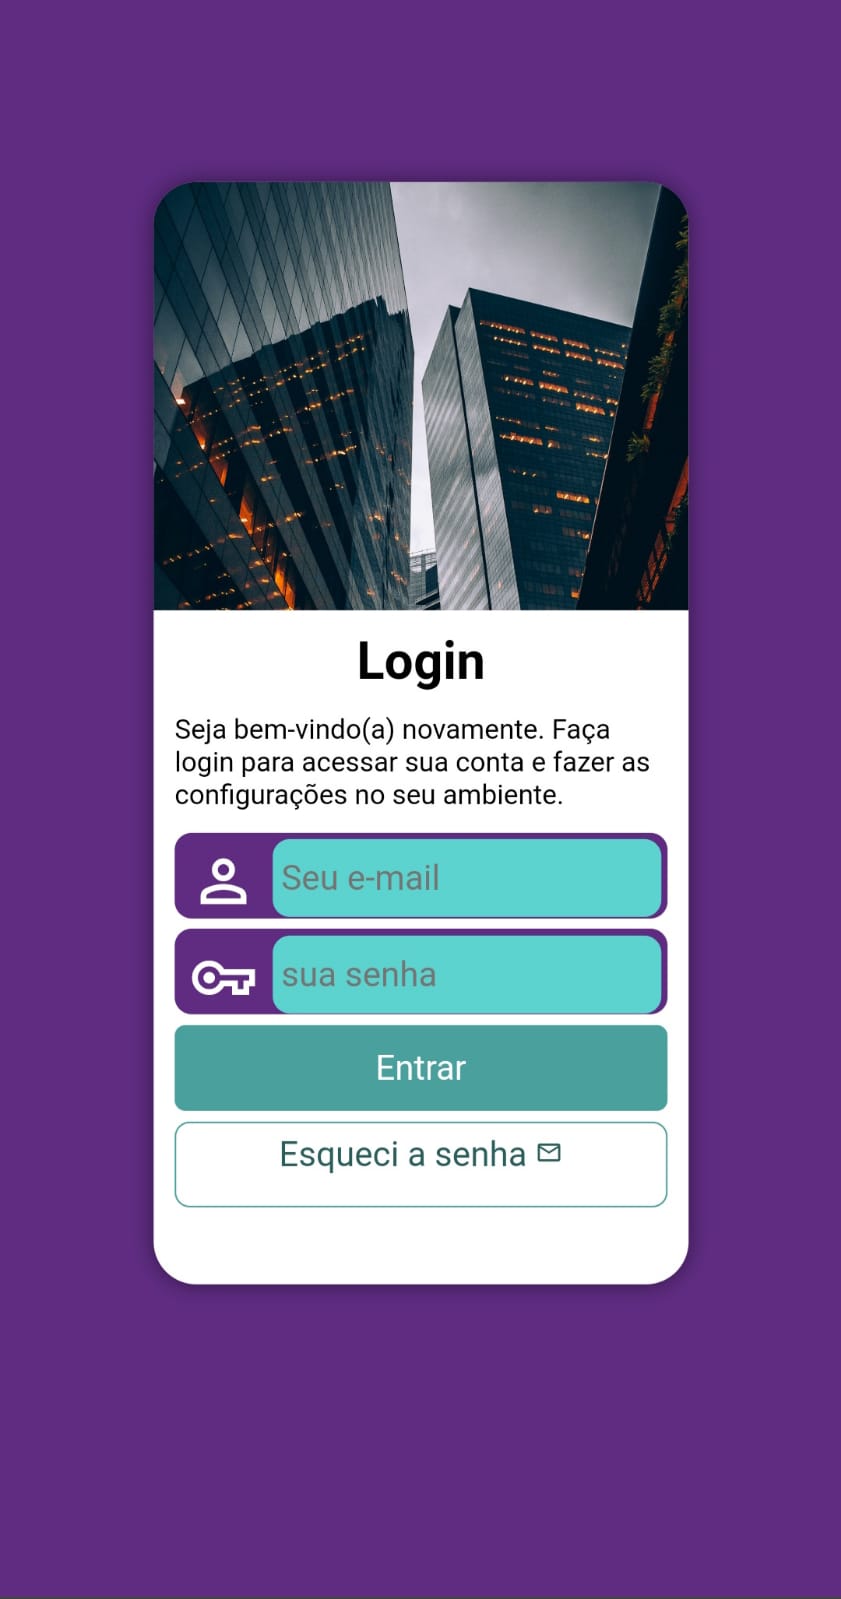 Login
Seja bem-vindo(a) novamente. Faça
login para acessar sua conta e fazer as
configurações no seu ambiente.
Seu e-mail
sua senha
Entrar
Esqueci a senha